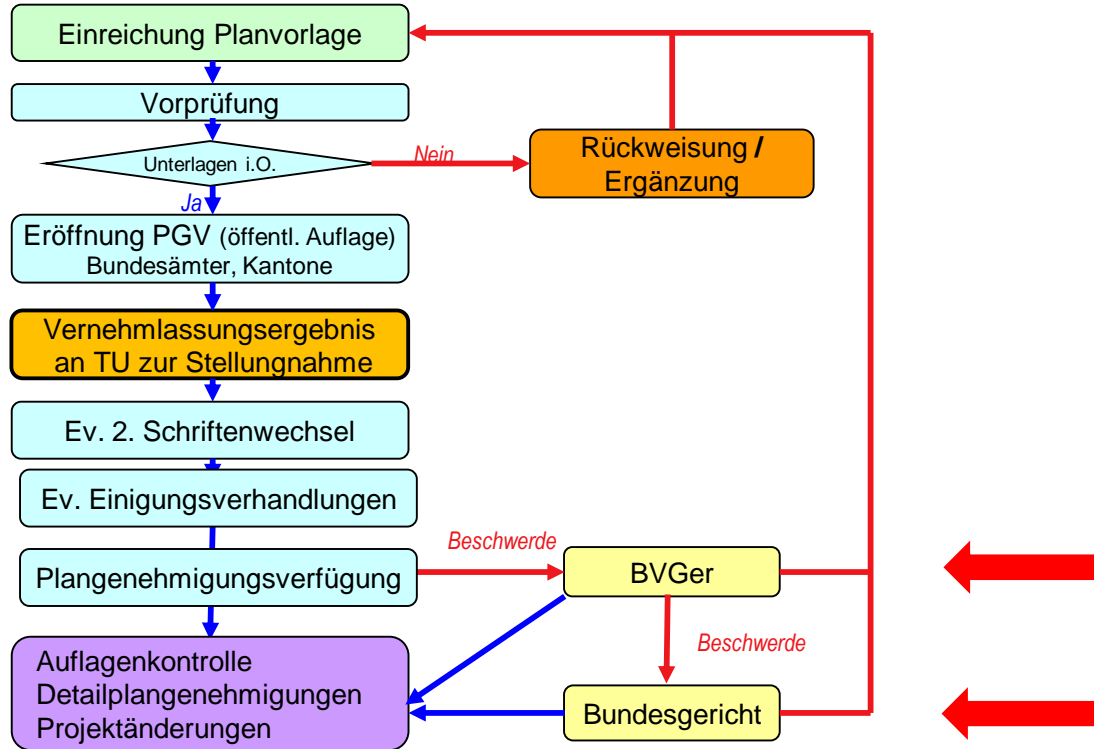 Einreichung Planvorlage
Vorprüfung
Unterlagen i.O.
Nein
Rückweisung /
Ergänzung
Ja
Eröffnung PGV (öffentl. Auflage)
Bundesämter, Kantone
Vernehmlassungsergebnis
an TU zur Stellungnahme
Ev. 2. Schriftenwechsel
Ev. Einigungsverhandlungen
Plangenehmigungsverfügung
Beschwerde
BVGer
Beschwerde
Auflagenkontrolle
Detailplangenehmigungen
Projektänderungen
Bundesgericht